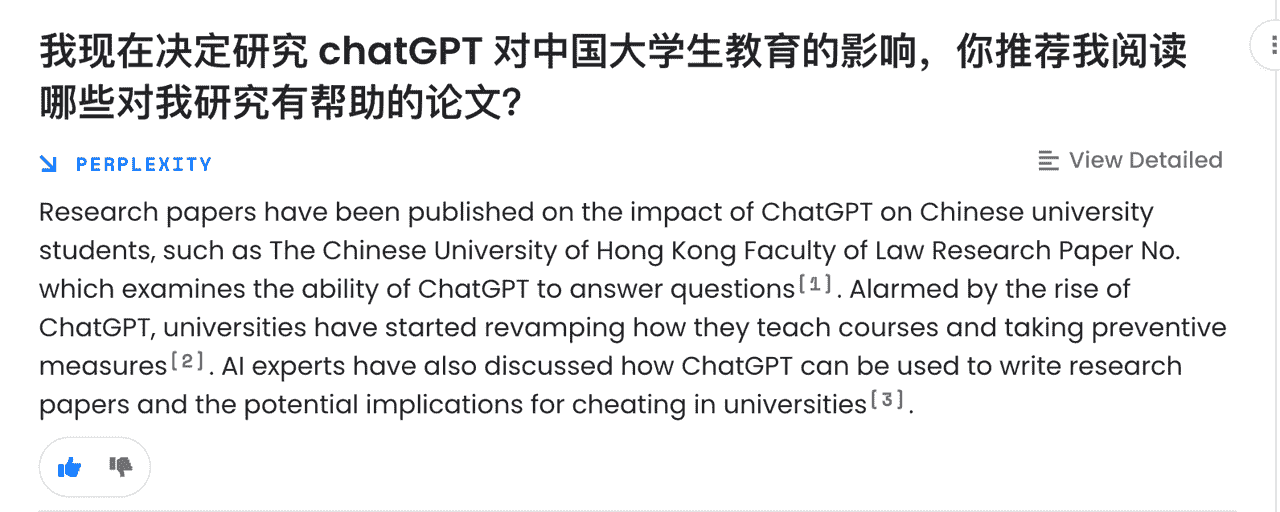 我现在决定研究 chatGPT 对中国大学生教育的影响，你推荐我阅读
哪些对我研究有帮助的论文？
PERPLEXITY
View Detailed
Research papers have been published on the impact of ChatGPT on Chinese university
students, such as The Chinese University of Hong Kong Faculty of Law Research Paper No.
which examines the ability of ChatGPT to answer questions[1]. Alarmed by the rise of
ChatGPT, universities have started revamping how they teach courses and taking preventive
measures[2]. AI experts have also discussed how ChatGPT can be used to write research
papers and the potential implications for cheating in universities[3].